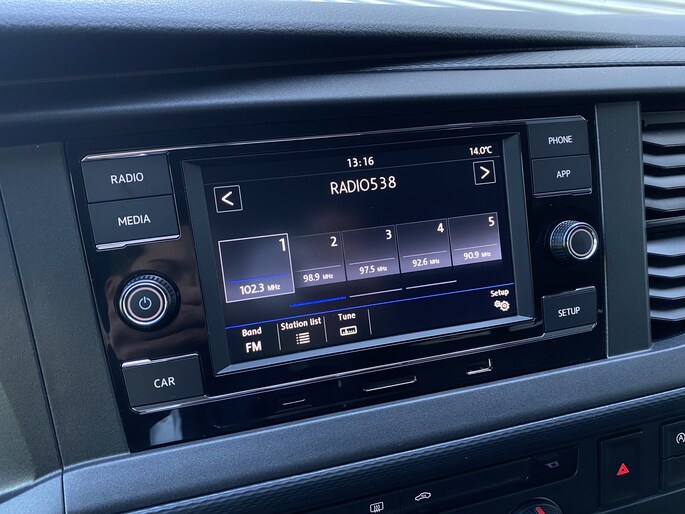 RADIO
MEDIA
CAR
13:16
14.0°C
<
RADIO538
>
1
102.3 MHz
2
98.9 MHz
3
97.5 MHz
4
92.6 MHz
5
90.9 MHz
Band
FM
Station list
Tune
Setup
PHONE
APP
SETUP
A